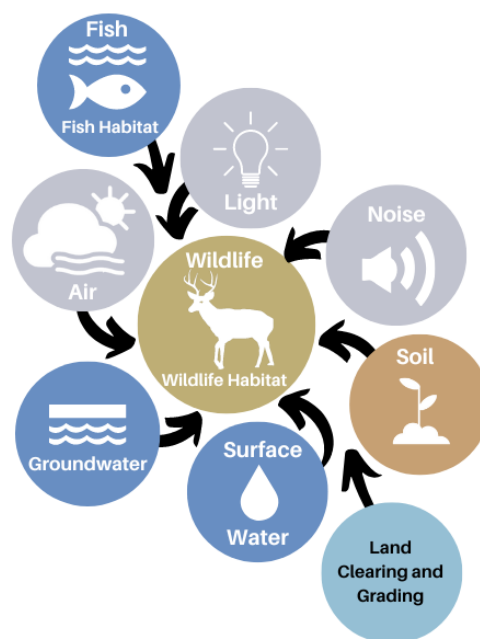 Fish
Fish Habitat
Light
Noise
Air
Wildlife
Wildlife Habitat
Soil
Groundwater
Surface
Water
Land
Clearing and
Grading